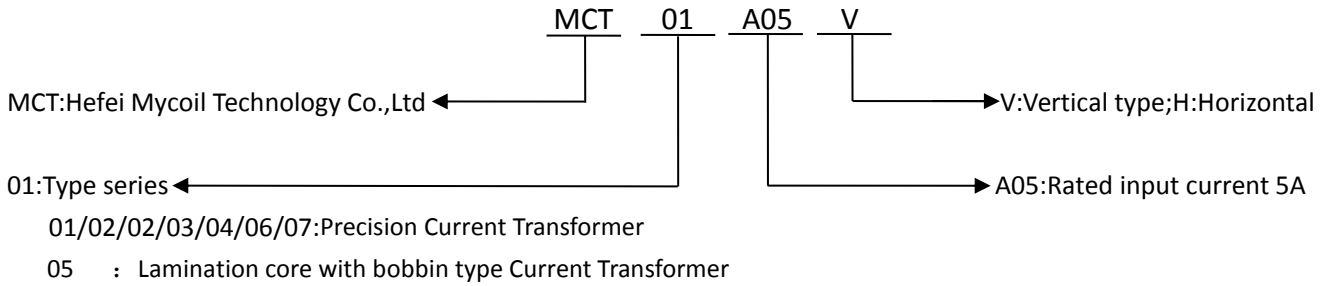 MCT 01 A05 V
MCT:Hefei Mycoil Technology Co.,Ltd V:Vertical type;H:Horizontal
01:Type series A05:Rated input current 5A
01/02/02/03/04/06/07:Precision Current Transformer
05 ：Lamination core with bobbin type Current Transformer